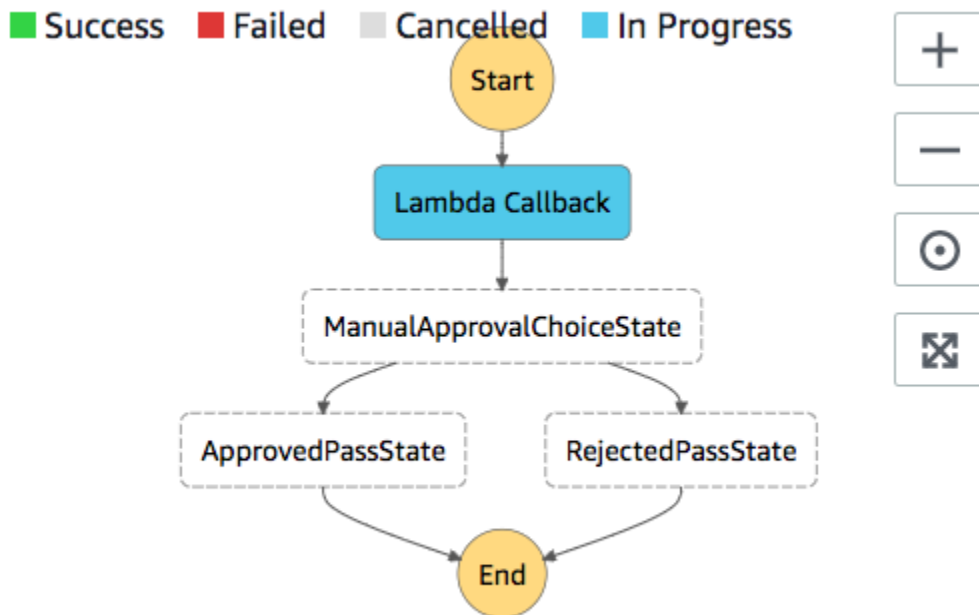 Success Failed Cancelled In Progress
Start
Lambda Callback
ManualApprovalChoiceState
ApprovedPassState RejectedPassState
End